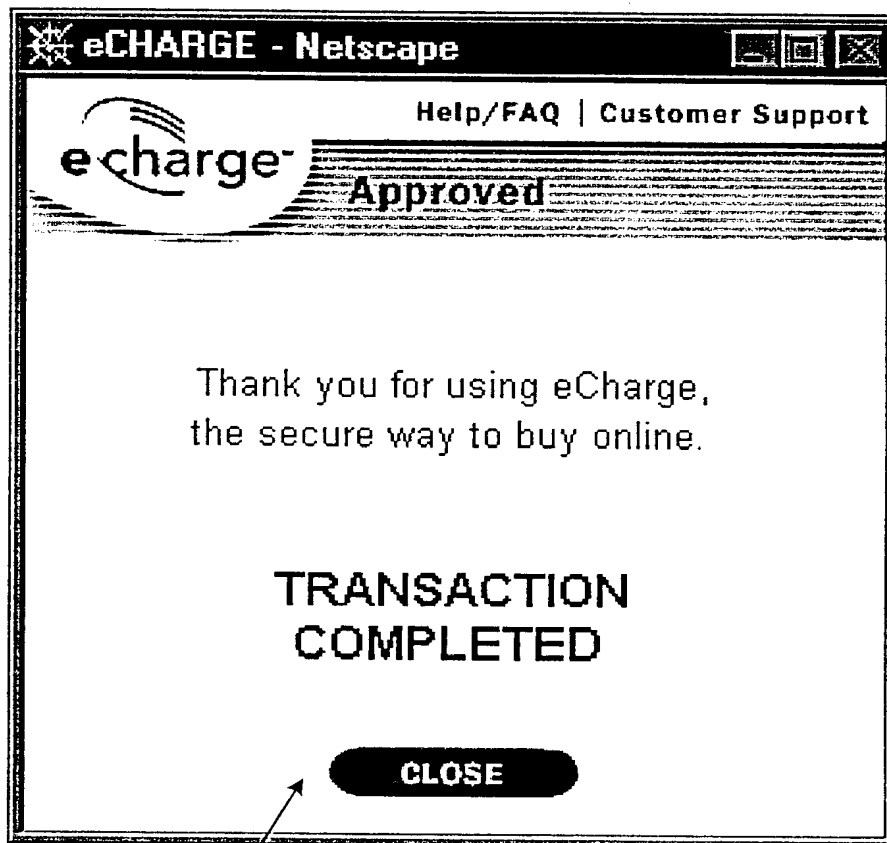 eCHARGE - Netscape
Help/FAQ | Customer Support
echarge
Approved
Thank you for using eCharge,
the secure way to buy online.
TRANSACTION
COMPLETED
CLOSE